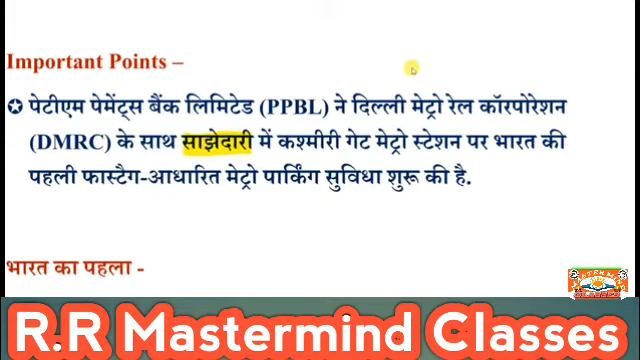 Important Points –
✪ पेटीएम पेमेंट्स बैंक लिमिटेड (PPBL) ने दिल्ली मेट्रो रेल कॉरपोरेशन
(DMRC) के साथ साझेदारी में कश्मीरी गेट मेट्रो स्टेशन पर भारत की
पहली फास्टैग-आधारित मेट्रो पार्किंग सुविधा शुरू की है.
भारत का पहला -
R.R Mastermind Classes